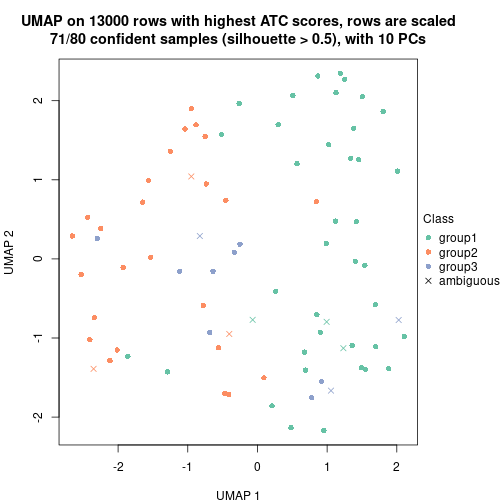 UMAP on 13000 rows with highest ATC scores, rows are scaled
71/80 confident samples (silhouette > 0.5), with 10 PCs
2
1
0
-1
-2
UMAP 2
-2 -1 0 1 2
UMAP 1
Class
group1
group2
group3
ambiguous